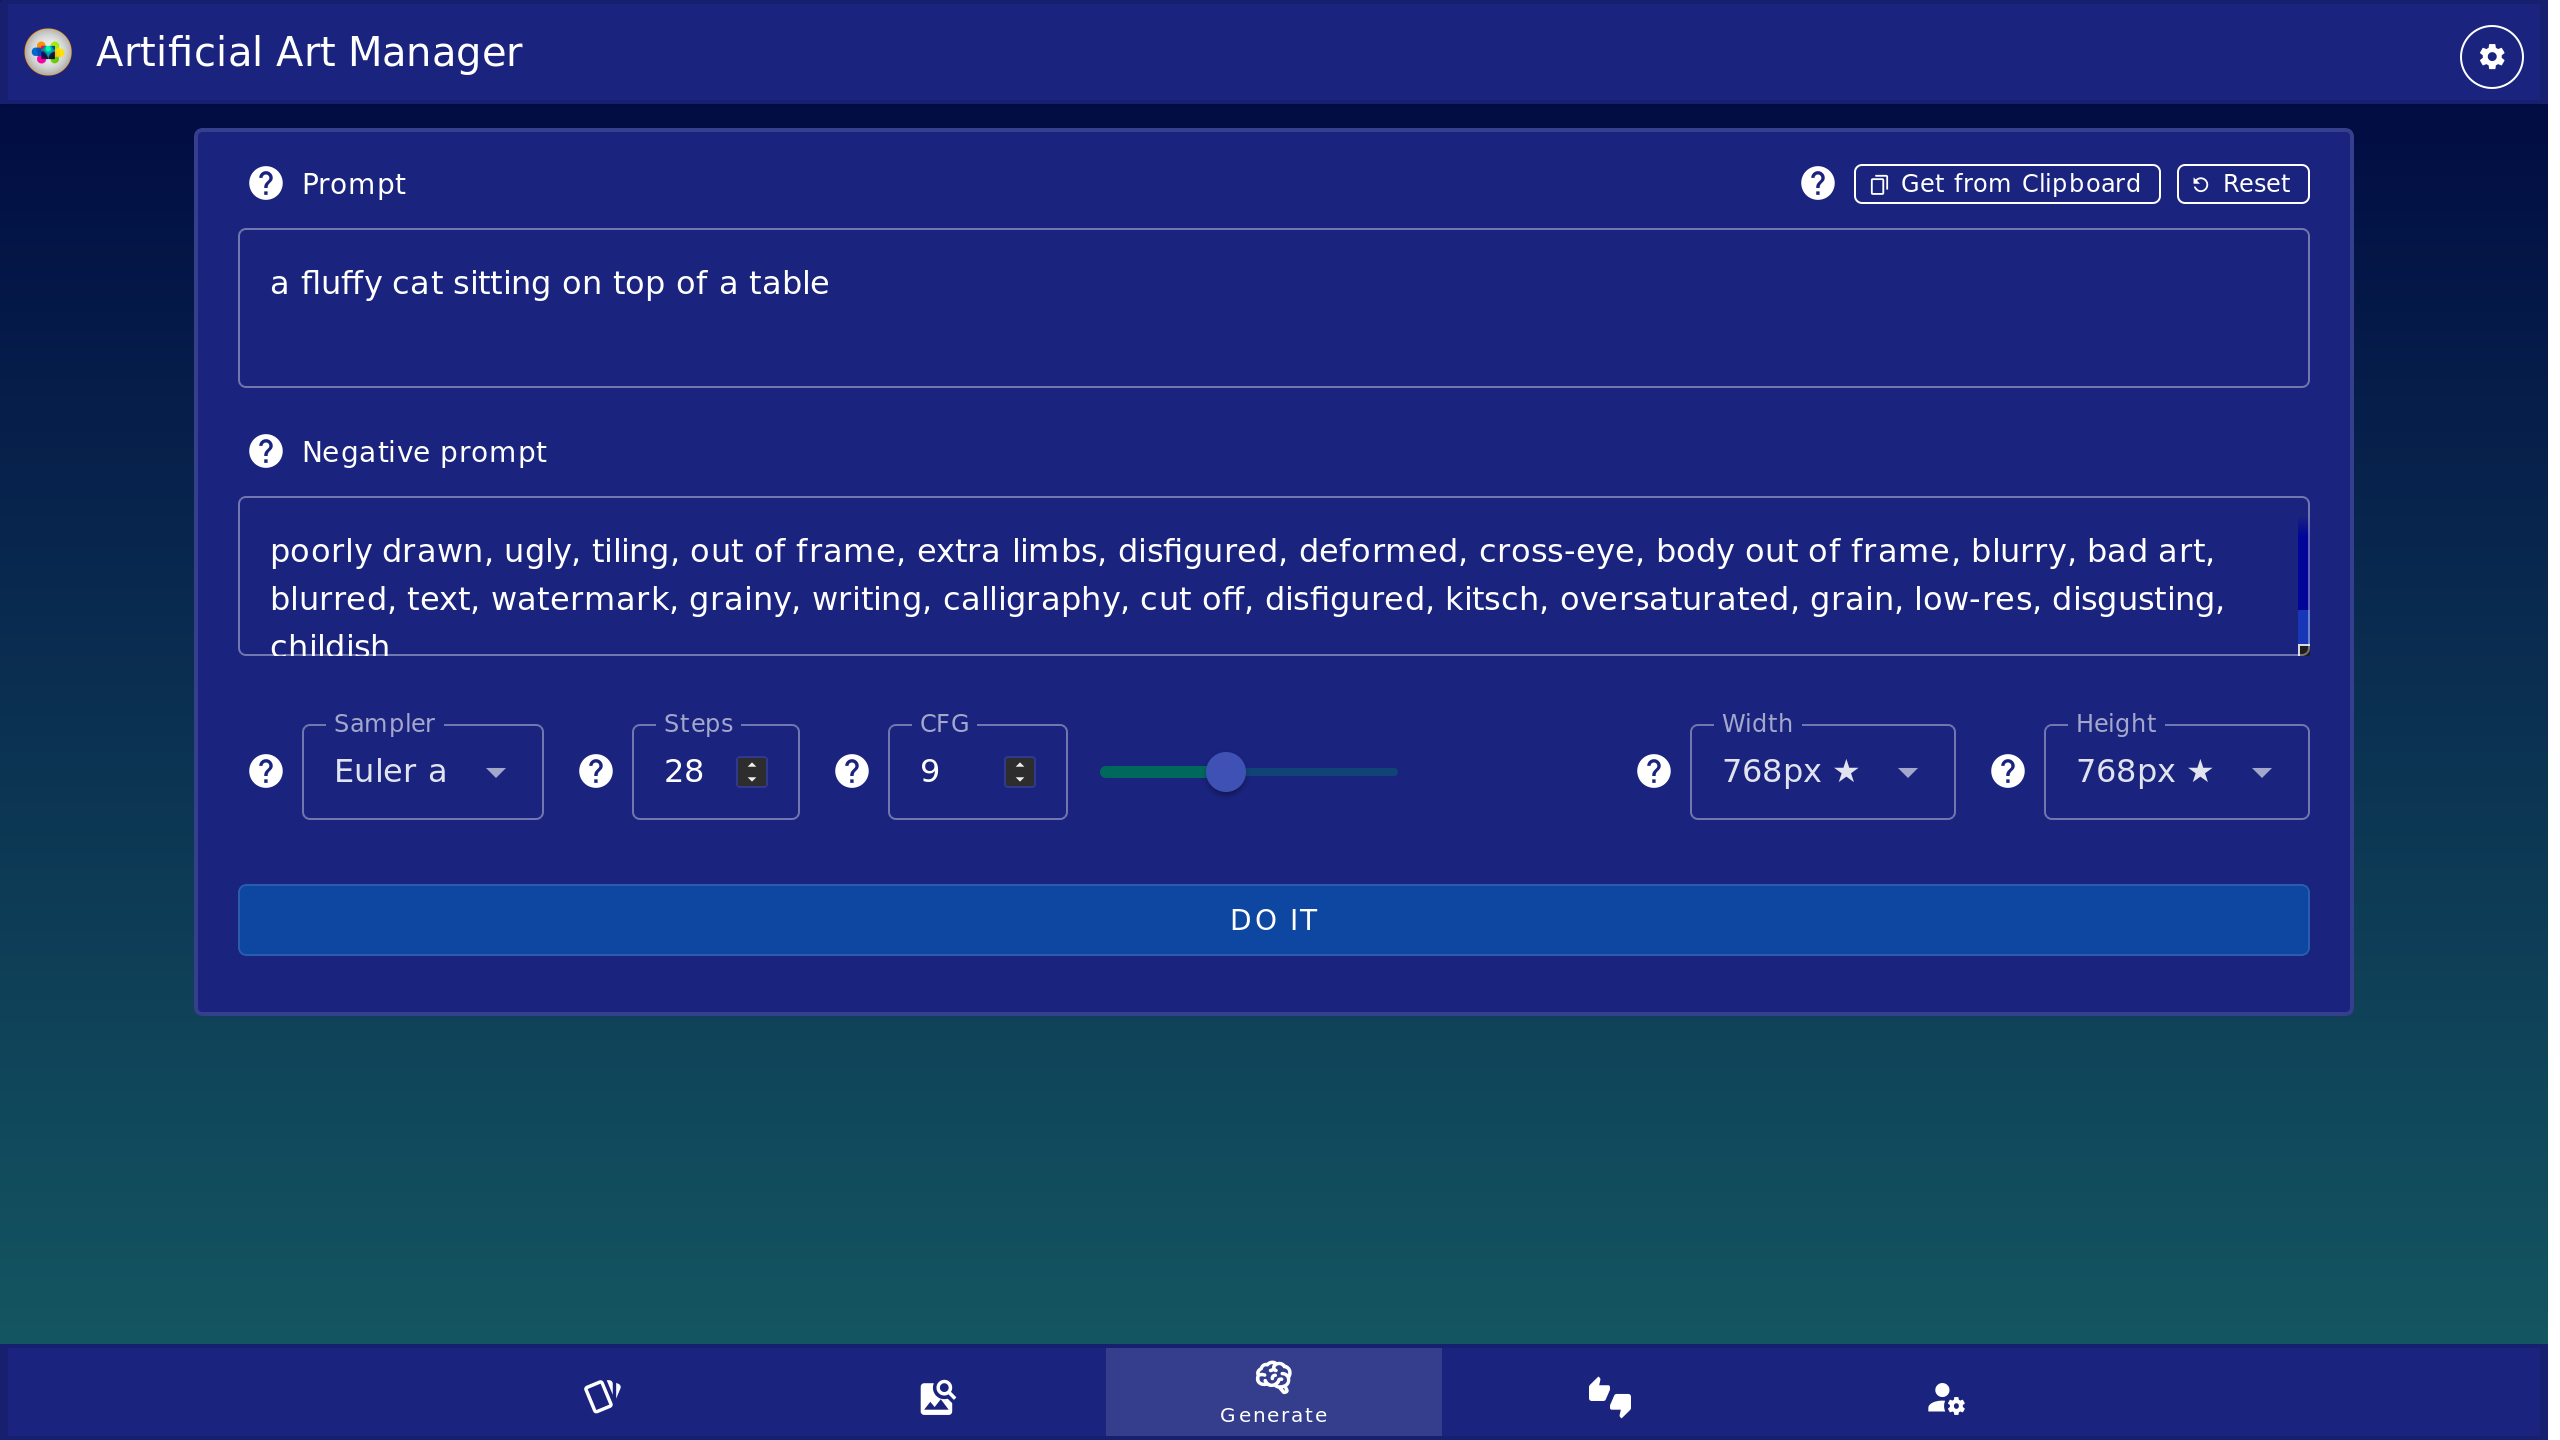 Artificial Art Manager
Prompt
Get from Clipboard
Reset
a fluffy cat sitting on top of a table
Negative prompt
poorly drawn, ugly, tiling, out of frame, extra limbs, disfigured, deformed, cross-eye, body out of frame, blurry, bad art,
blurred, text, watermark, grainy, writing, calligraphy, cut off, disfigured, kitsch, oversaturated, grain, low-res, disgusting,
childish
Sampler
Euler a
Steps
28
CFG
9
Width
768px ★
Height
768px ★
DO IT
Generate